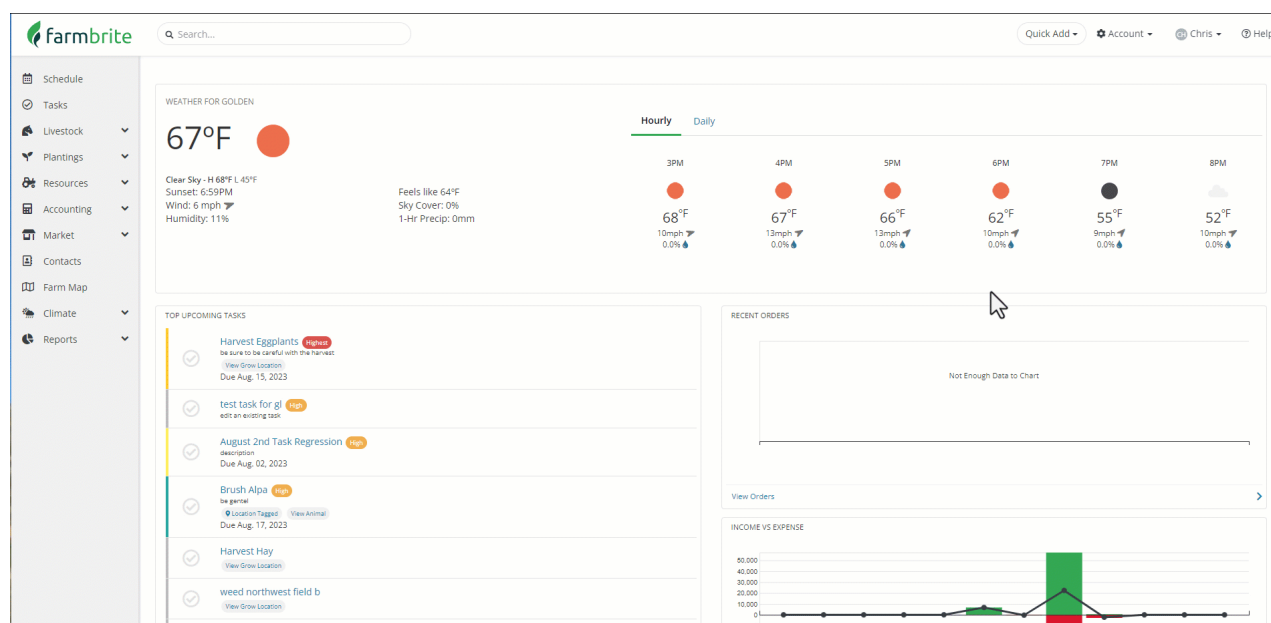 farmbrite
Search...
Quick Add
Account
CH Chris
Help
Schedule
Tasks
Livestock
Plantings
Resources
Accounting
Market
Contacts
Farm Map
Climate
Reports
WEATHER FOR GOLDEN
67°F
Clear Sky - H 68°F L 45°F
Sunset: 6:59PM
Wind: 6 mph
Humidity: 11%
Feels like 64°F
Sky Cover: 0%
1-Hr Precip: 0mm
Hourly Daily
3PM 4PM 5PM 6PM 7PM 8PM
68°F 67°F 66°F 62°F 55°F 52°F
10mph 13mph 13mph 10mph 9mph 10mph
0.0% 0.0% 0.0% 0.0% 0.0% 0.0%
TOP UPCOMING TASKS
Harvest Eggplants Highest
be sure to be careful with the harvest
View Grow Location
Due Aug. 15, 2023
test task for gl High
edit an existing task
August 2nd Task Regression High
description
Due Aug. 02, 2023
Brush Alpa High
be gental
Location Tagged View Animal
Due Aug. 17, 2023
Harvest Hay
View Grow Location
weed northwest field b
View Grow Location
RECENT ORDERS
Not Enough Data to Chart
View Orders
INCOME VS EXPENSE
50,000
40,000
30,000
20,000
10,000
0